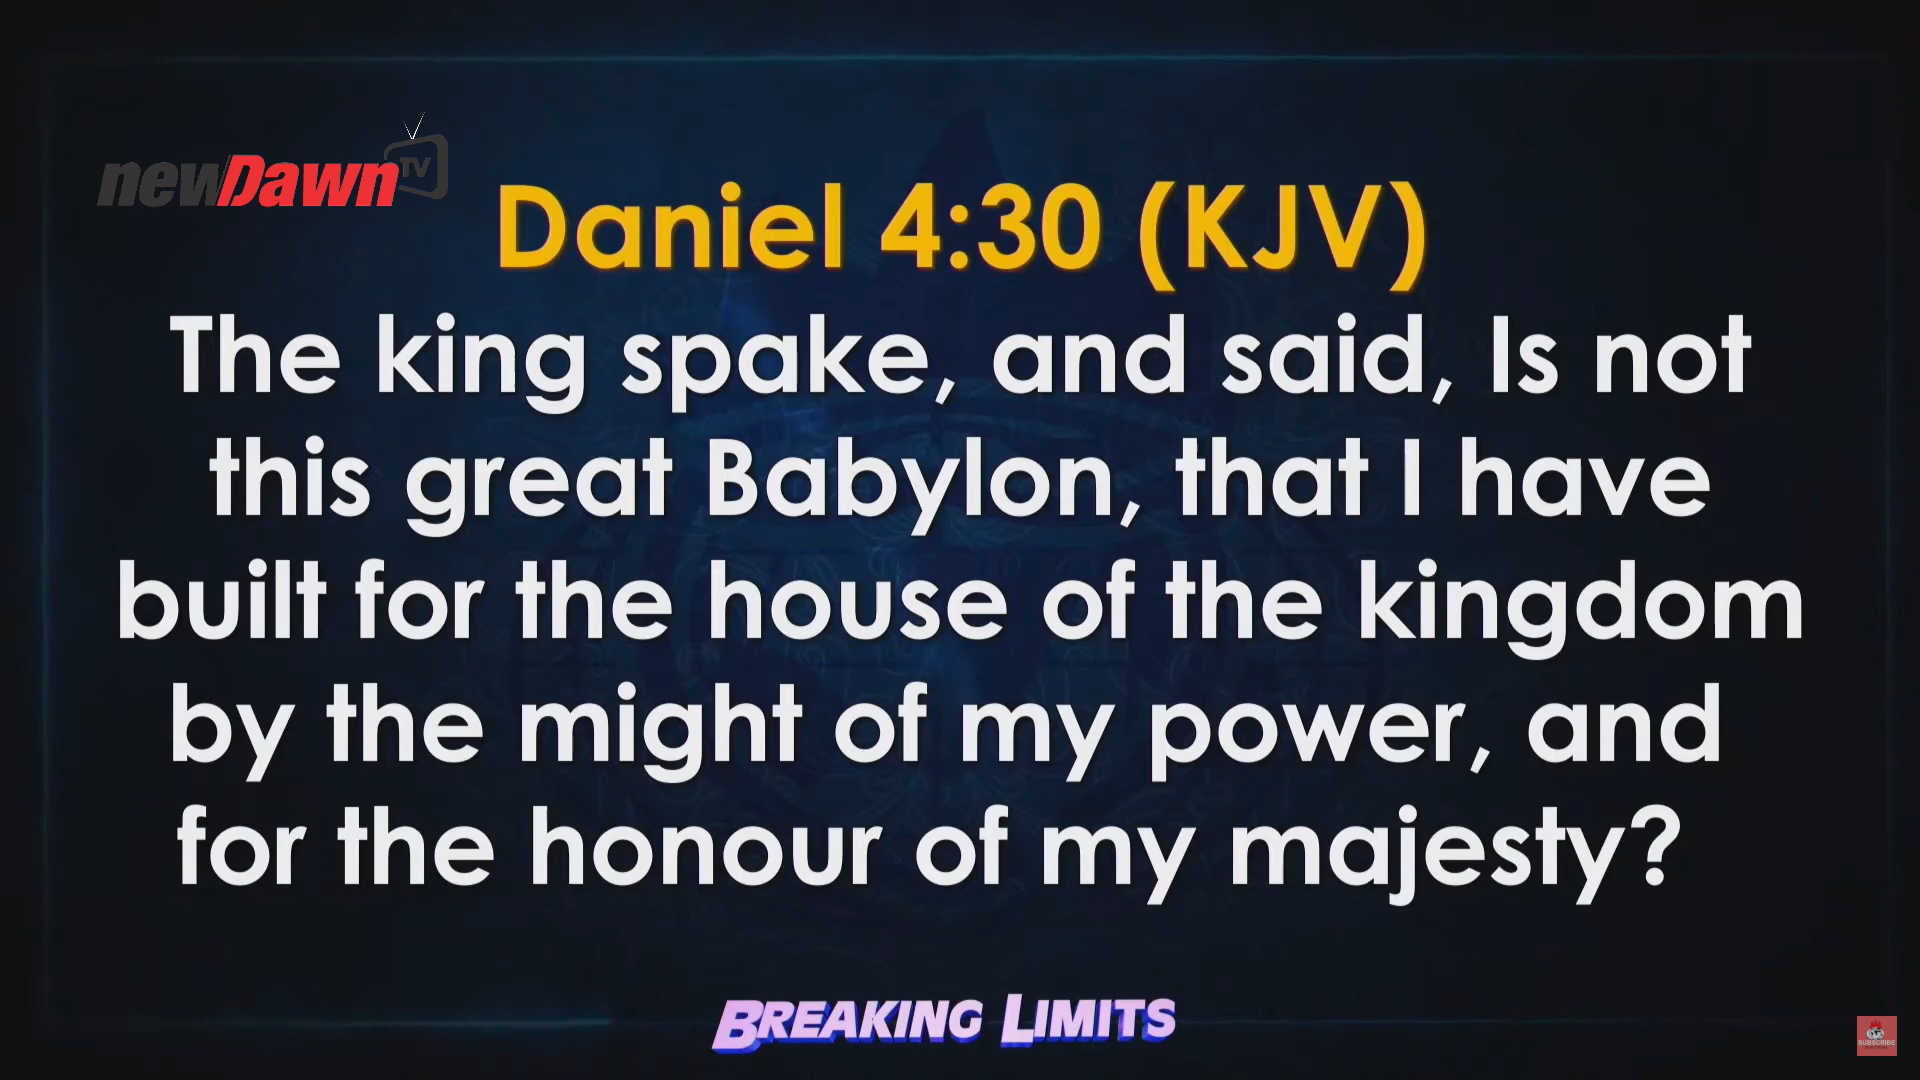 newDawn TV
Daniel 4:30 (KJV)
The king spake, and said, Is not
this great Babylon, that I have
built for the house of the kingdom
by the might of my power, and
for the honour of my majesty?
BREAKING LIMITS
SUBSCRIBE